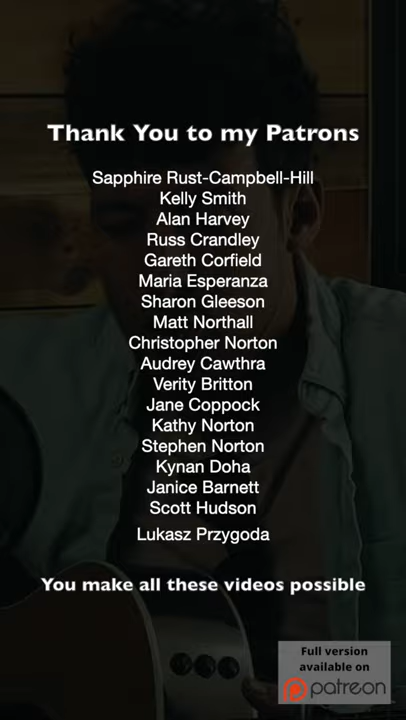 Thank You to my Patrons
Sapphire Rust-Campbell-Hill
Kelly Smith
Alan Harvey
Russ Crandley
Gareth Corfield
Maria Esperanza
Sharon Gleeson
Matt Northall
Christopher Norton
Audrey Cawthra
Verity Britton
Jane Coppock
Kathy Norton
Stephen Norton
Kynan Doha
Janice Barnett
Scott Hudson
Lukasz Przygoda
You make all these videos possible
Full version
available on
patreon